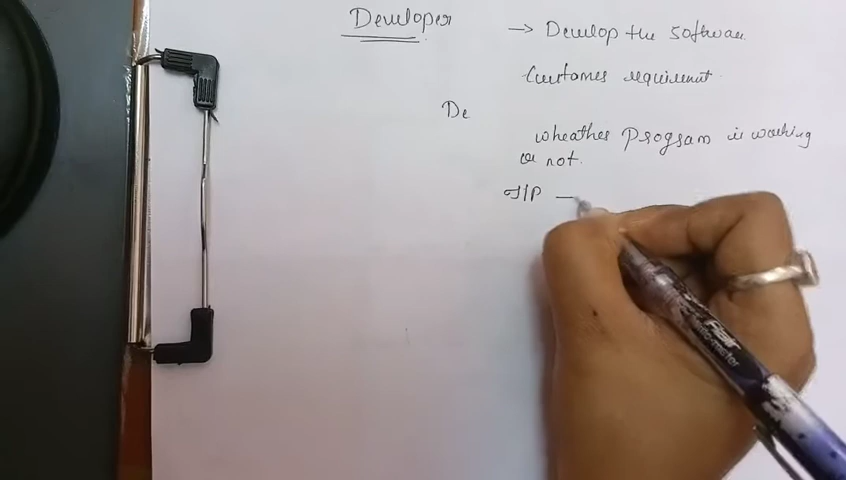 Developer → Develop the software
Customer requirement
De
wheather Program is working
or not.
I/P —